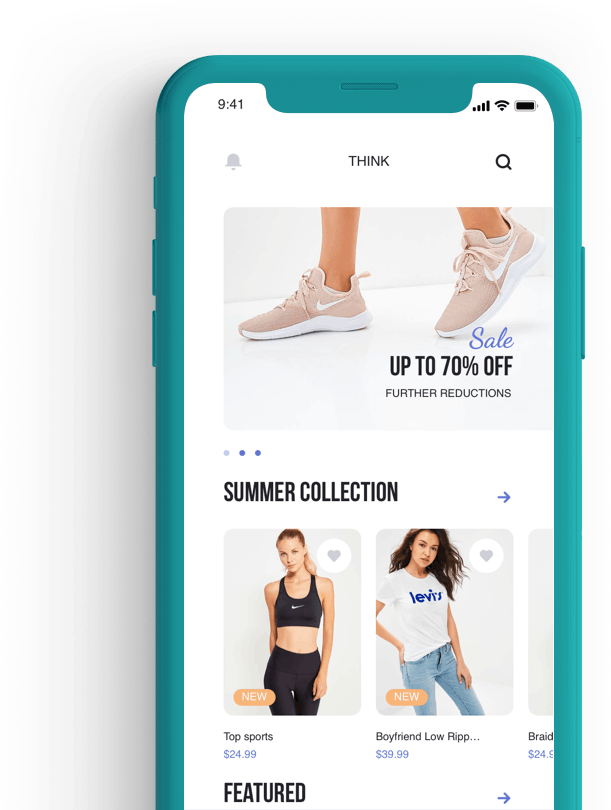 9:41
THINK
Sale
UP TO 70% OFF
FURTHER REDUCTIONS
SUMMER COLLECTION
levi's
NEW
NEW
Top sports
Boyfriend Low Ripp...
Braid
$24.99
$39.99
$24.9
FEATURED